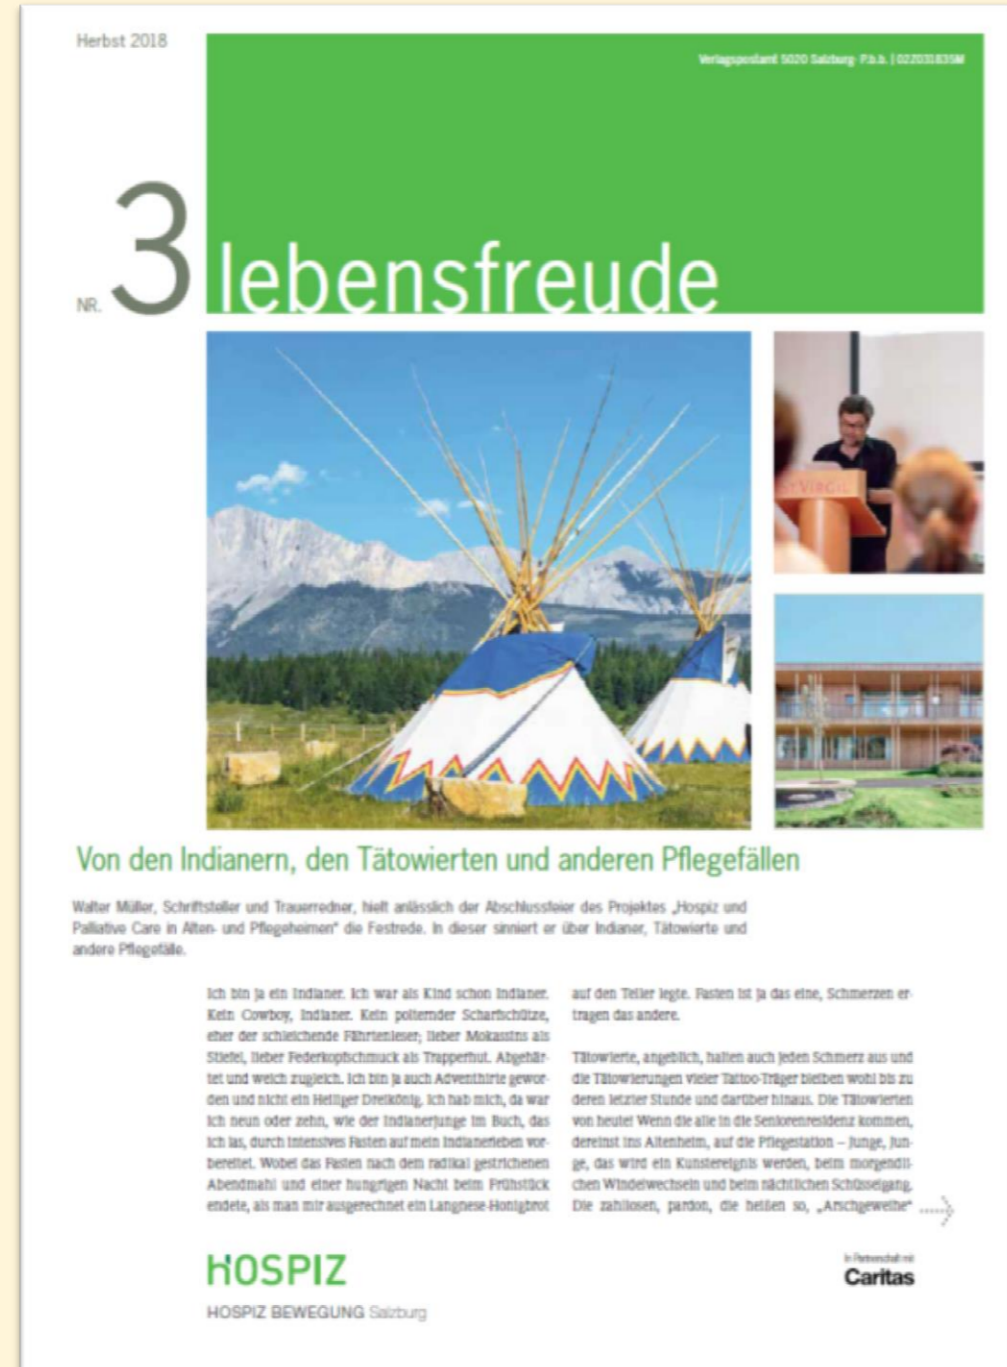 Herbst 2018
Verlagspostamt 5020 Salzburg· P.b.b. | 02Z031835M
NR. 3 lebensfreude
St Virgil
Von den Indianern, den Tätowierten und anderen Pflegefällen
Walter Müller, Schriftsteller und Trauerredner, hielt anlässlich der Abschlussfeier des Projektes „Hospiz und
Palliative Care in Alten- und Pflegeheimen“ die Festrede. In dieser sinniert er über Indianer, Tätowierte und
andere Pflegefälle.
Ich bin ja ein Indianer. Ich war als Kind schon Indianer.
Kein Cowboy, Indianer. Kein polternder Scharfschütze,
eher der schleichende Fährtenleser; lieber Mokassins als
Stiefel, lieber Federkopfschmuck als Trapperhut. Abgehär-
tet und weich zugleich. Ich bin ja auch Adventhirte gewor-
den und nicht ein Heiliger Dreikönig. Ich hab mich, da war
ich neun oder zehn, wie der Indianerjunge im Buch, das
ich las, durch intensives Fasten auf mein Indianerleben vor-
bereitet. Wobei das Fasten nach dem radikal gestrichenen
Abendmahl und einer hungrigen Nacht beim Frühstück
endete, als man mir ausgerechnet ein Langnese-Honigbrot
auf den Teller legte. Fasten ist ja das eine, Schmerzen er-
tragen das andere.
Tätowierte, angeblich, halten auch jeden Schmerz aus und
die Tätowierungen vieler Tattoo-Träger bleiben wohl bis zu
deren letzter Stunde und darüber hinaus. Die Tätowierten
von heute! Wenn die alle in die Seniorenresidenz kommen,
dereinst ins Altenheim, auf die Pflegestation – Junge, Jun-
ge, das wird ein Kunstereignis werden, beim morgendli-
chen Windelwechseln und beim nächtlichen Schüsselgang.
Die zahllosen, pardon, die heißen so, „Arschgeweihe“
HOSPIZ
HOSPIZ BEWEGUNG Salzburg
In Partnerschaft mit
Caritas